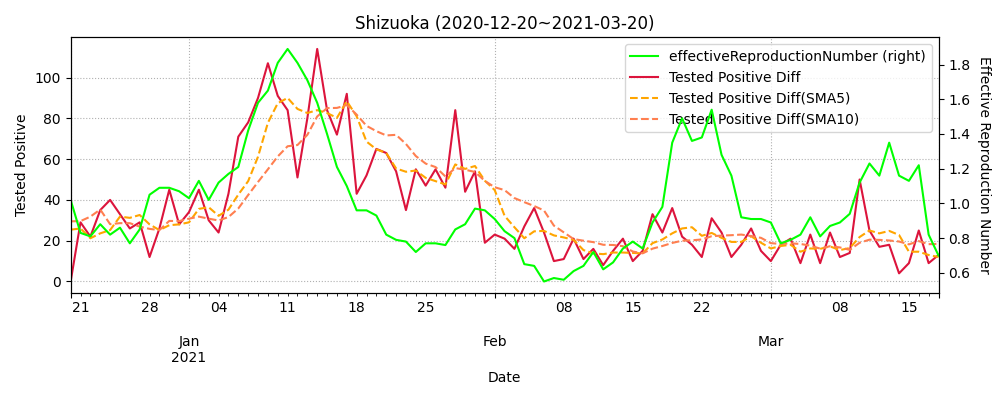 Shizuoka (2020-12-20~2021-03-20)
effectiveReproductionNumber (right)
Tested Positive Diff
Tested Positive Diff(SMA5)
Tested Positive Diff(SMA10)
Tested Positive
100
80
60
40
20
0
1.8
1.6
1.4
1.2
1.0
0.8
0.6
Effective Reproduction Number
21 28 04 11 18 25 08 15 22 08 15
Jan Feb Mar
2021
Date